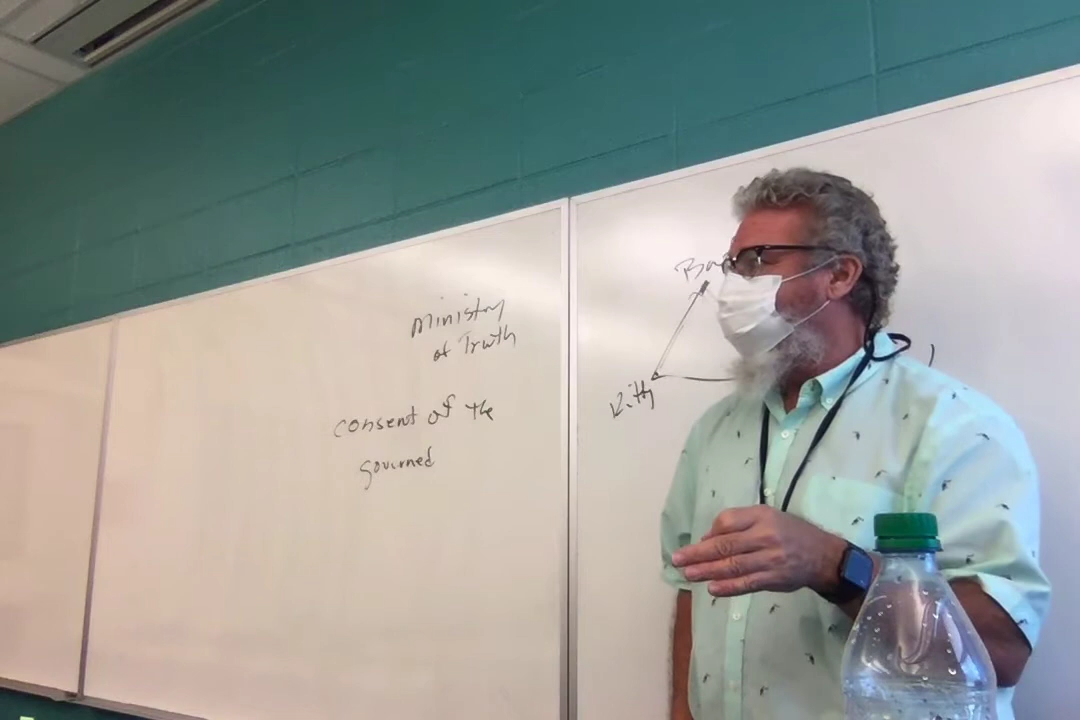 ministry
of Truth
consent of the
governed
Kitty